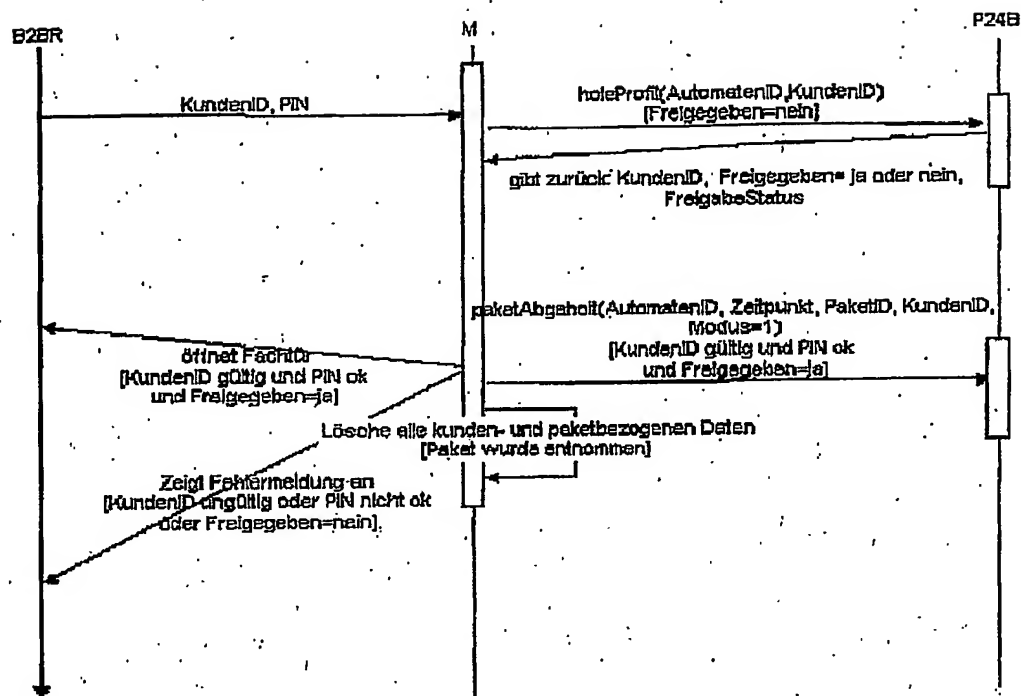 B2BR
M
P24B
KundenID, PIN
holeProfil(AutomatenID,KundenID)
[Freigegeben=nein]
gibt zurück: KundenID, Freigegeben= ja oder nein,
FreigabeStatus
paketAbgeholt(AutomatenID, Zeitpunkt, PaketID, KundenID,
Modus=1)
[KundenID gültig und PIN ok
und Freigegeben=ja]
öffnet Fachtür
[KundenID gültig und PIN ok
und Freigegeben=ja]
Lösche alle kunden- und paketbezogenen Daten
[Paket wurde entnommen]
Zeigt Fehlermeldung an
[KundenID ungültig oder PIN nicht ok
oder Freigegeben=nein]